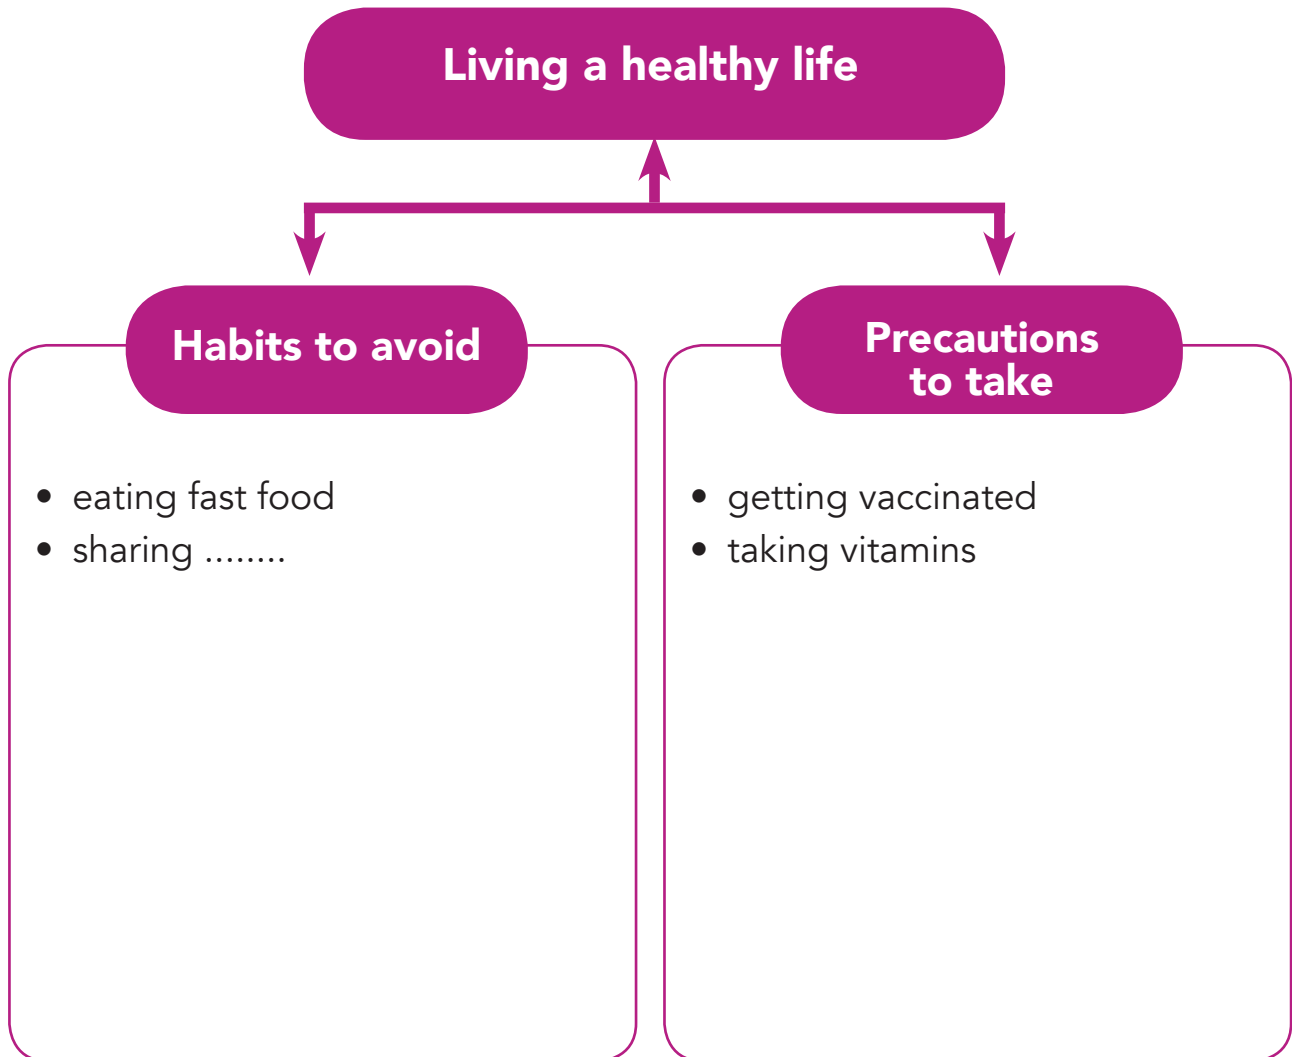 Living a healthy life
Habits to avoid
• eating fast food
• sharing ........
Precautions
to take
• getting vaccinated
• taking vitamins